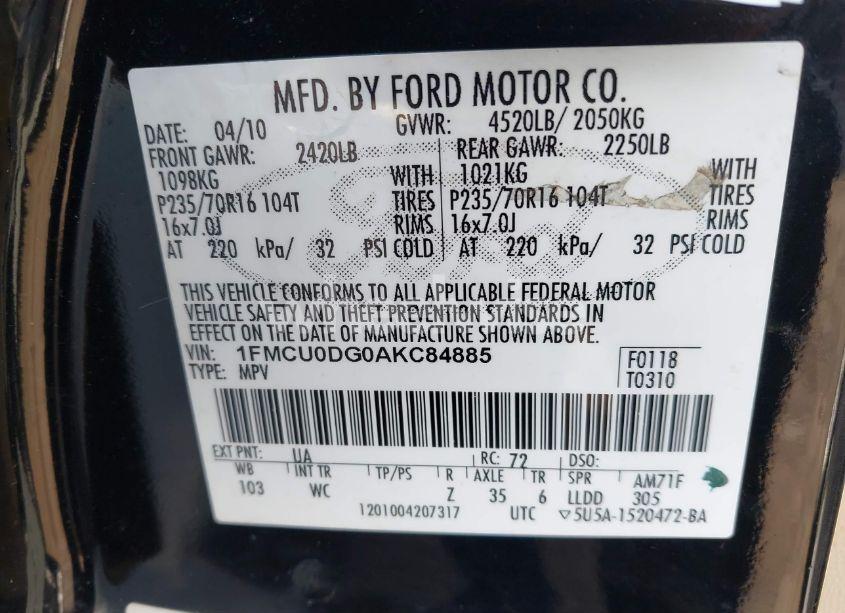 MFD. BY FORD MOTOR CO.
DATE: 04/10 GVWR: 4520LB/ 2050KG
FRONT GAWR: 2420LB REAR GAWR: 2250LB
1098KG WITH 1021KG WITH
P235/70R16 104T TIRES P235/70R16 104T TIRES
16x7.0J RIMS 16x7.0J RIMS
AT 220 kPa/ 32 PSI COLD AT 220 kPa/ 32 PSI COLD
THIS VEHICLE CONFORMS TO ALL APPLICABLE FEDERAL MOTOR
VEHICLE SAFETY AND THEFT PREVENTION STANDARDS IN
EFFECT ON THE DATE OF MANUFACTURE SHOWN ABOVE.
VIN: 1FMCU0DG0AKC84885 F0118
TYPE: MPV T0310
EXT PNT: UA RC: 72 DSO:
WB INT TR TP/PS R AXLE TR SPR AM71F
103 WC Z 35 6 LLDD 305
1201004207317 UTC ▽5U5A-1520472-BA